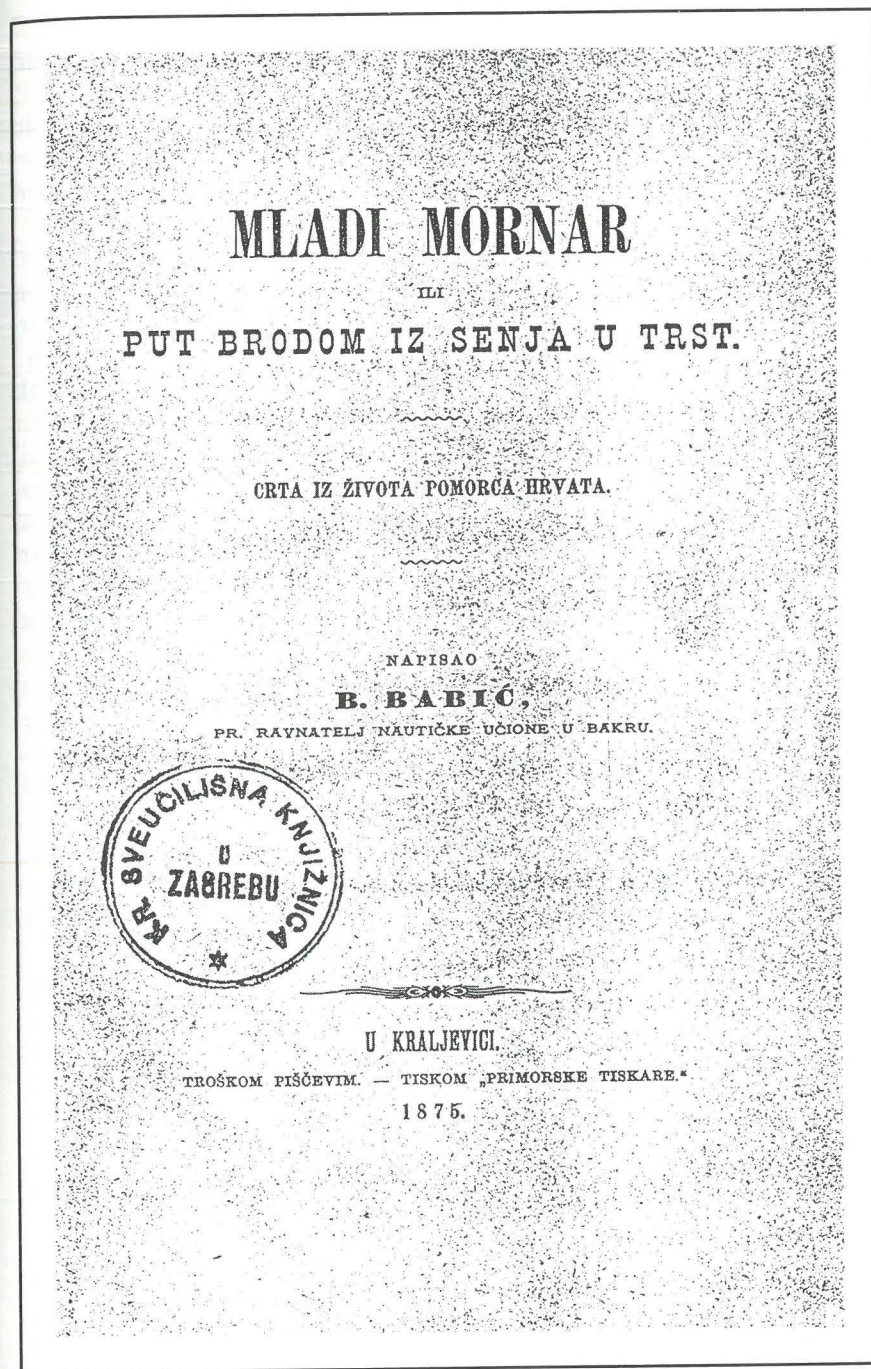 MLADI MORNAR
ILI
PUT BRODOM IZ SENJA U TRST.
CRTA IZ ŽIVOTA POMORCA HRVATA.
NAPISAO
B. BABIĆ,
PR. RAVNATELJ NAUTIČKE UČIONE U BAKRU.
K.R. SVEUČILIŠNA KNJIŽNICA
U
ZAGREBU
U KRALJEVICI.
TROŠKOM PIŠČEVIM. — TISKOM „PRIMORSKE TISKARE.“
1875.